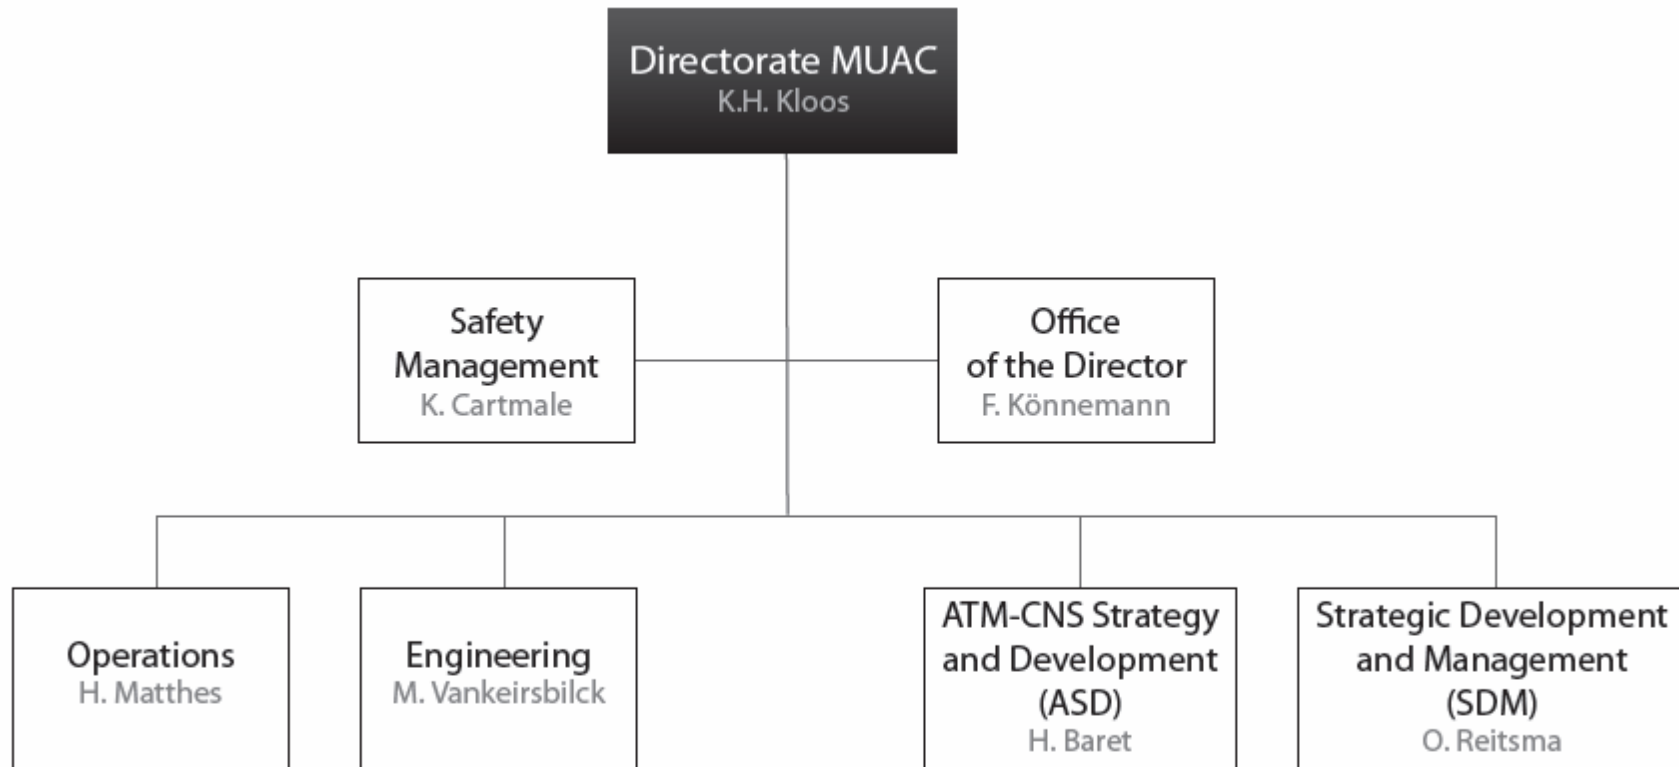 Directorate MUAC
K.H. Kloos
Safety
Management
K. Cartmale
Office
of the Director
F. Könnemann
Operations
H. Matthes
Engineering
M. Vankeirsbilck
ATM-CNS Strategy
and Development
(ASD)
H. Baret
Strategic Development
and Management
(SDM)
O. Reitsma